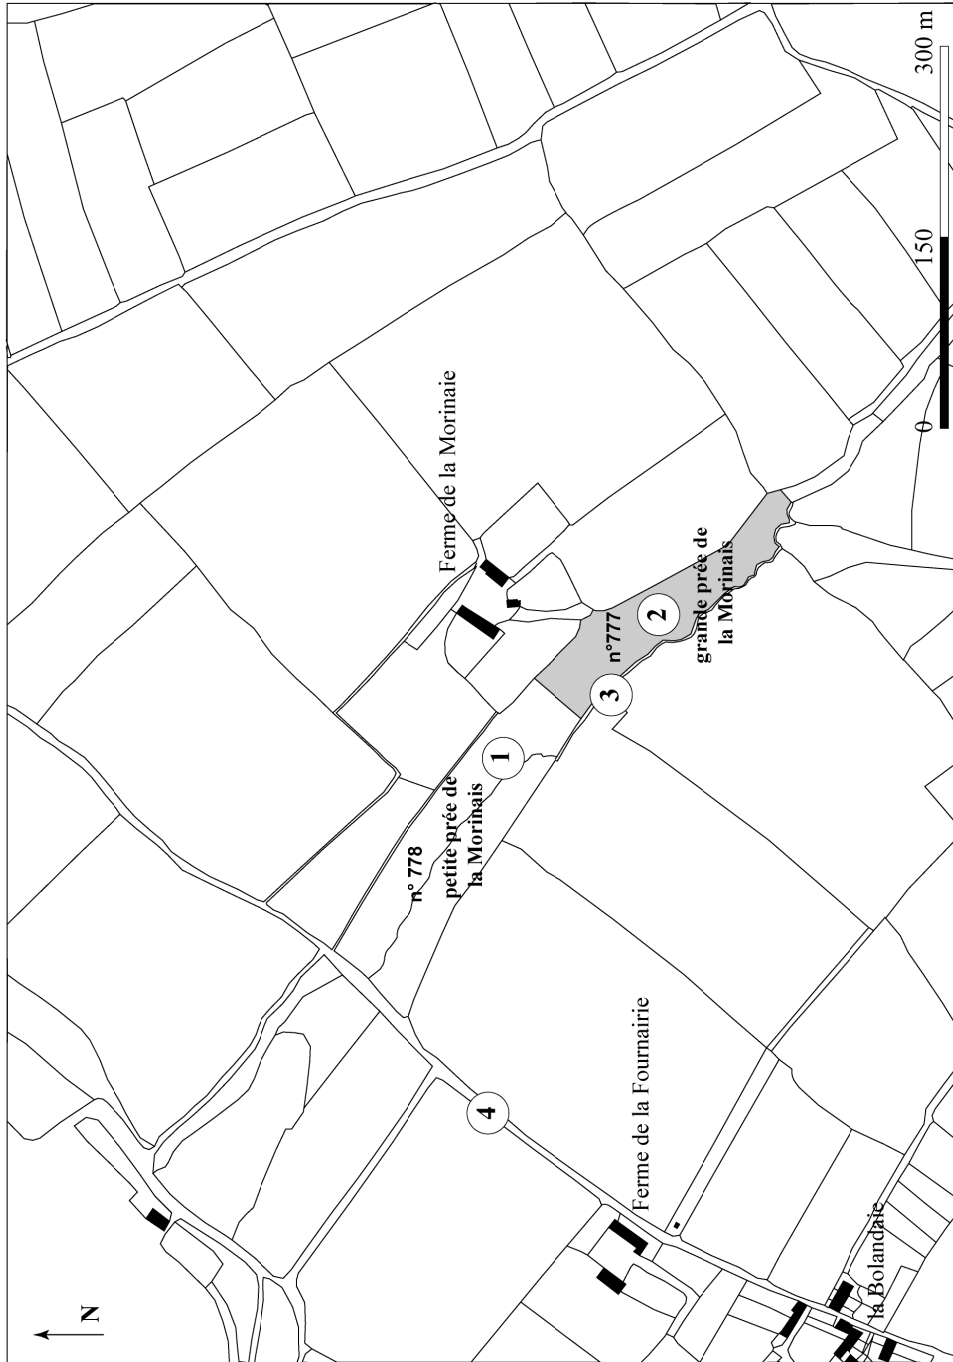 Ferme de la Morinaie
n° 778
petite prée de
la Morinais
1
n°777
2
grande prée de
la Morinais
3
4
Ferme de la Fournairie
la Bolandaie
N
0
150
300 m